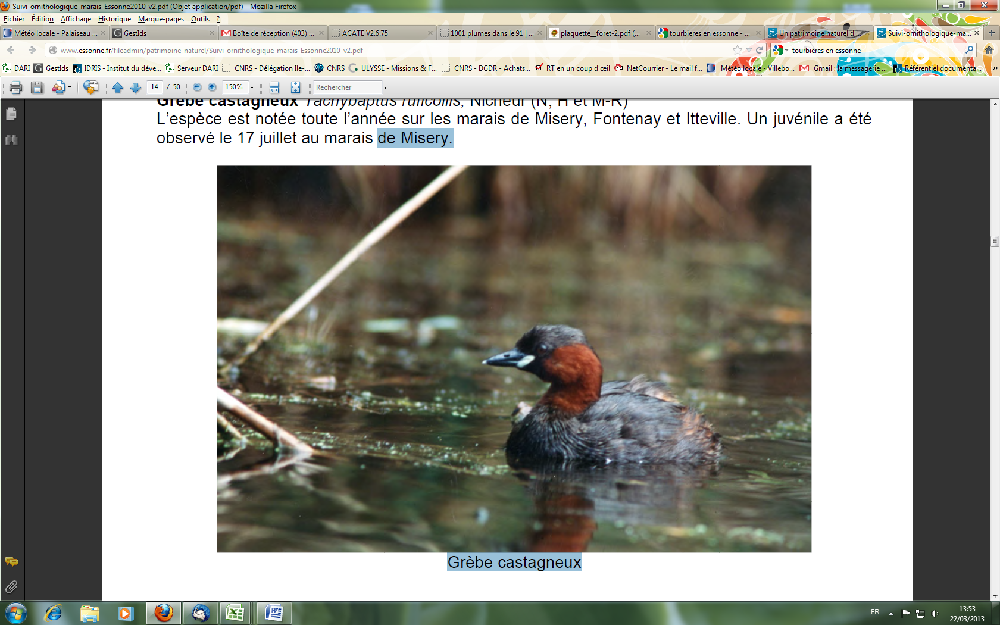 Suivi-ornithologique-marais-Essonne2010-v2.pdf (Objet application/pdf) - Mozilla Firefox
Fichier Édition Affichage Historique Marque-pages Outils ?
Météo locale - Palaiseau ... GestIds Boîte de réception (403) ... AGATE V2.6.75 1001 plumes dans le 91 | ... plaquette_foret-2.pdf (... tourbieres en essonne - ... Un patrimoine naturel d'... Suivi-ornithologique-ma...
www.essonne.fr/fileadmin/patrimoine_naturel/Suivi-ornithologique-marais-Essonne2010-v2.pdf tourbieres en essonne
DARI GestIds IDRIS - Institut du déve... Serveur DARI CNRS - Délégation Ile-... CNRS ULYSSE - Missions & F... CNRS - DGDR - Achats... RT en un coup d'œil NetCourrier - Le mail f... Météo locale - Villebo... Gmail : la messagerie ... Référentiel documenta... »
14 / 50 150% Rechercher
Grèbe castagneux Tachybaptus ruficollis, Nicheur (N, H et M-R)
L'espèce est notée toute l'année sur les marais de Misery, Fontenay et Itteville. Un juvénile a été
observé le 17 juillet au marais de Misery.
Grèbe castagneux
FR 13:53
22/03/2013